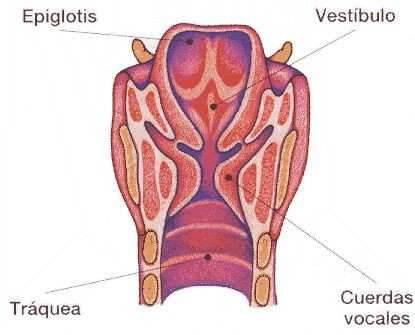 Epiglotis
Vestíbulo
Tráquea
Cuerdas
vocales